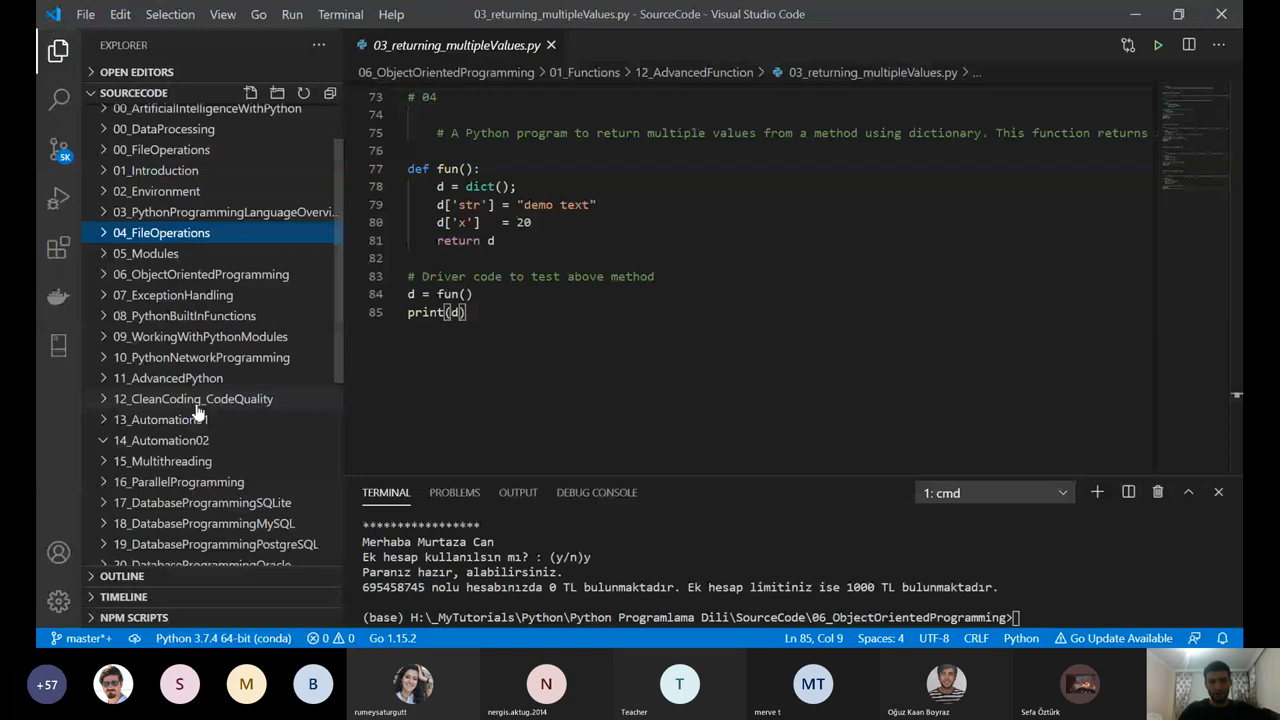 File Edit Selection View Go Run Terminal Help 03_returning_multipleValues.py - SourceCode - Visual Studio Code
EXPLORER ··· 03_returning_multipleValues.py
OPEN EDITORS
06_ObjectOrientedProgramming > 01_Functions > 12_AdvancedFunction > 03_returning_multipleValues.py > ...
SOURCECODE
00_ArtificialIntelligenceWithPython
00_DataProcessing
00_FileOperations
01_Introduction
02_Environment
03_PythonProgrammingLanguageOvervi...
04_FileOperations
05_Modules
06_ObjectOrientedProgramming
07_ExceptionHandling
08_PythonBuiltInFunctions
09_WorkingWithPythonModules
10_PythonNetworkProgramming
11_AdvancedPython
12_CleanCoding_CodeQuality
13_Automation01
14_Automation02
15_Multithreading
16_ParallelProgramming
17_DatabaseProgrammingSQLite
18_DatabaseProgrammingMySQL
19_DatabaseProgrammingPostgreSQL
20_DatabaseProgrammingOracle
OUTLINE
TIMELINE
NPM SCRIPTS
5K
73 # 04
74
75 # A Python program to return multiple values from a method using dictionary. This function returns
76
77 def fun():
78 d = dict();
79 d['str'] = "demo text"
80 d['x'] = 20
81 return d
82
83 # Driver code to test above method
84 d = fun()
85 print(d)
TERMINAL PROBLEMS OUTPUT DEBUG CONSOLE 1: cmd
*****************
Merhaba Murtaza Can
Ek hesap kullanılsın mı? : (y/n)y
Paranız hazır, alabilirsiniz.
695458745 nolu hesabınızda 0 TL bulunmaktadır. Ek hesap limitiniz ise 1000 TL bulunmaktadır.
(base) H:\_MyTutorials\Python\Python Programlama Dili\SourceCode\06_ObjectOrientedProgramming>
master*+ Python 3.7.4 64-bit (conda) 0 0 Go 1.15.2 Ln 85, Col 9 Spaces: 4 UTF-8 CRLF Python Go Update Available
+57 S M B N T MT
rumeysaturgutt nergis.aktug.2014 Teacher merve t Oğuz Kaan Boyraz Sefa Öztürk